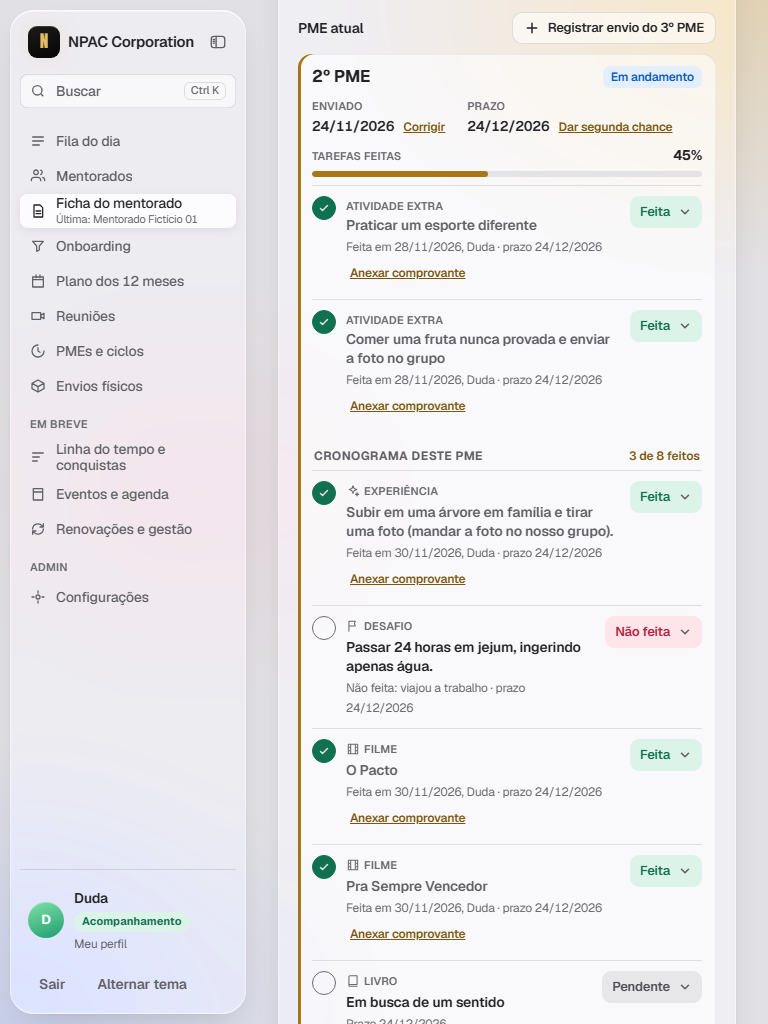 NPAC Corporation
Buscar
Ctrl K
Fila do dia
Mentorados
Ficha do mentorado
Última: Mentorado Fictício 01
Onboarding
Plano dos 12 meses
Reuniões
PMEs e ciclos
Envios físicos
EM BREVE
Linha do tempo e
conquistas
Eventos e agenda
Renovações e gestão
ADMIN
Configurações
D
Duda
Acompanhamento
Meu perfil
Sair
Alternar tema
PME atual
Registrar envio do 3º PME
2º PME
Em andamento
ENVIADO
24/11/2026 Corrigir
PRAZO
24/12/2026 Dar segunda chance
TAREFAS FEITAS
45%
ATIVIDADE EXTRA
Praticar um esporte diferente
Feita em 28/11/2026, Duda · prazo 24/12/2026
Anexar comprovante
Feita
ATIVIDADE EXTRA
Comer uma fruta nunca provada e enviar
a foto no grupo
Feita em 28/11/2026, Duda · prazo 24/12/2026
Anexar comprovante
Feita
CRONOGRAMA DESTE PME
3 de 8 feitos
EXPERIÊNCIA
Subir em uma árvore em família e tirar
uma foto (mandar a foto no nosso grupo).
Feita em 30/11/2026, Duda · prazo 24/12/2026
Anexar comprovante
Feita
DESAFIO
Passar 24 horas em jejum, ingerindo
apenas água.
Não feita: viajou a trabalho · prazo
24/12/2026
Não feita
FILME
O Pacto
Feita em 30/11/2026, Duda · prazo 24/12/2026
Anexar comprovante
Feita
FILME
Pra Sempre Vencedor
Feita em 30/11/2026, Duda · prazo 24/12/2026
Anexar comprovante
Feita
LIVRO
Em busca de um sentido
Prazo 24/12/2026
Pendente